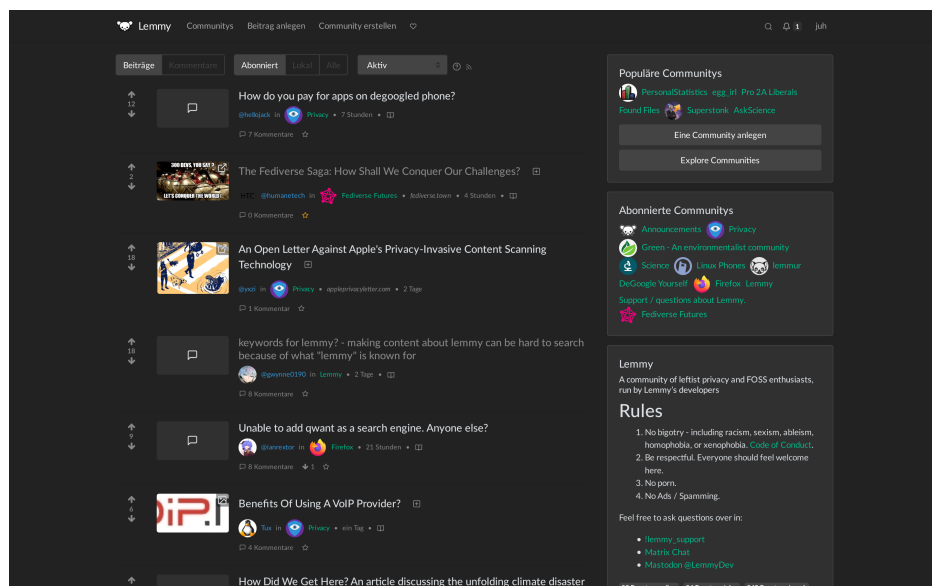 Lemmy Communitys Beitrag anlegen Community erstellen 1 juh
Beiträge Kommentare Abonniert Lokal Alle Aktiv
12
How do you pay for apps on degoogled phone?
@hellojack in Privacy • 7 Stunden •
7 Kommentare
2
300 DEVS, YOU SAY ?
LET'S CONQUER THE WORLD !
The Fediverse Saga: How Shall We Conquer Our Challenges?
@humanetech in Fediverse Futures • fediverse.town • 4 Stunden •
0 Kommentare
18
An Open Letter Against Apple's Privacy-Invasive Content Scanning
Technology
@yxzi in Privacy • appleprivacyletter.com • 2 Tage
1 Kommentar
18
keywords for lemmy? - making content about lemmy can be hard to search
because of what "lemmy" is known for
@gwynne0190 in Lemmy • 2 Tage •
8 Kommentare
9
Unable to add qwant as a search engine. Anyone else?
@ianrextor in Firefox • 21 Stunden •
8 Kommentare 1
6
Benefits Of Using A VoIP Provider?
Tux in Privacy • ein Tag •
4 Kommentare
How Did We Get Here? An article discussing the unfolding climate disaster
Populäre Communitys
PersonalStatistics egg_irl Pro 2A Liberals
Found Files Superstonk AskScience
Eine Community anlegen
Explore Communities
Abonnierte Communitys
Announcements Privacy
Green - An environmentalist community
Science Linux Phones lemmur
DeGoogle Yourself Firefox Lemmy
Support / questions about Lemmy.
Fediverse Futures
Lemmy
A community of leftist privacy and FOSS enthusiasts,
run by Lemmy's developers
Rules
1. No bigotry - including racism, sexism, ableism,
homophobia, or xenophobia. Code of Conduct.
2. Be respectful. Everyone should feel welcome
here.
3. No porn.
4. No Ads / Spamming.
Feel free to ask questions over in:
• !lemmy_support
• Matrix Chat
• Mastodon @LemmyDev